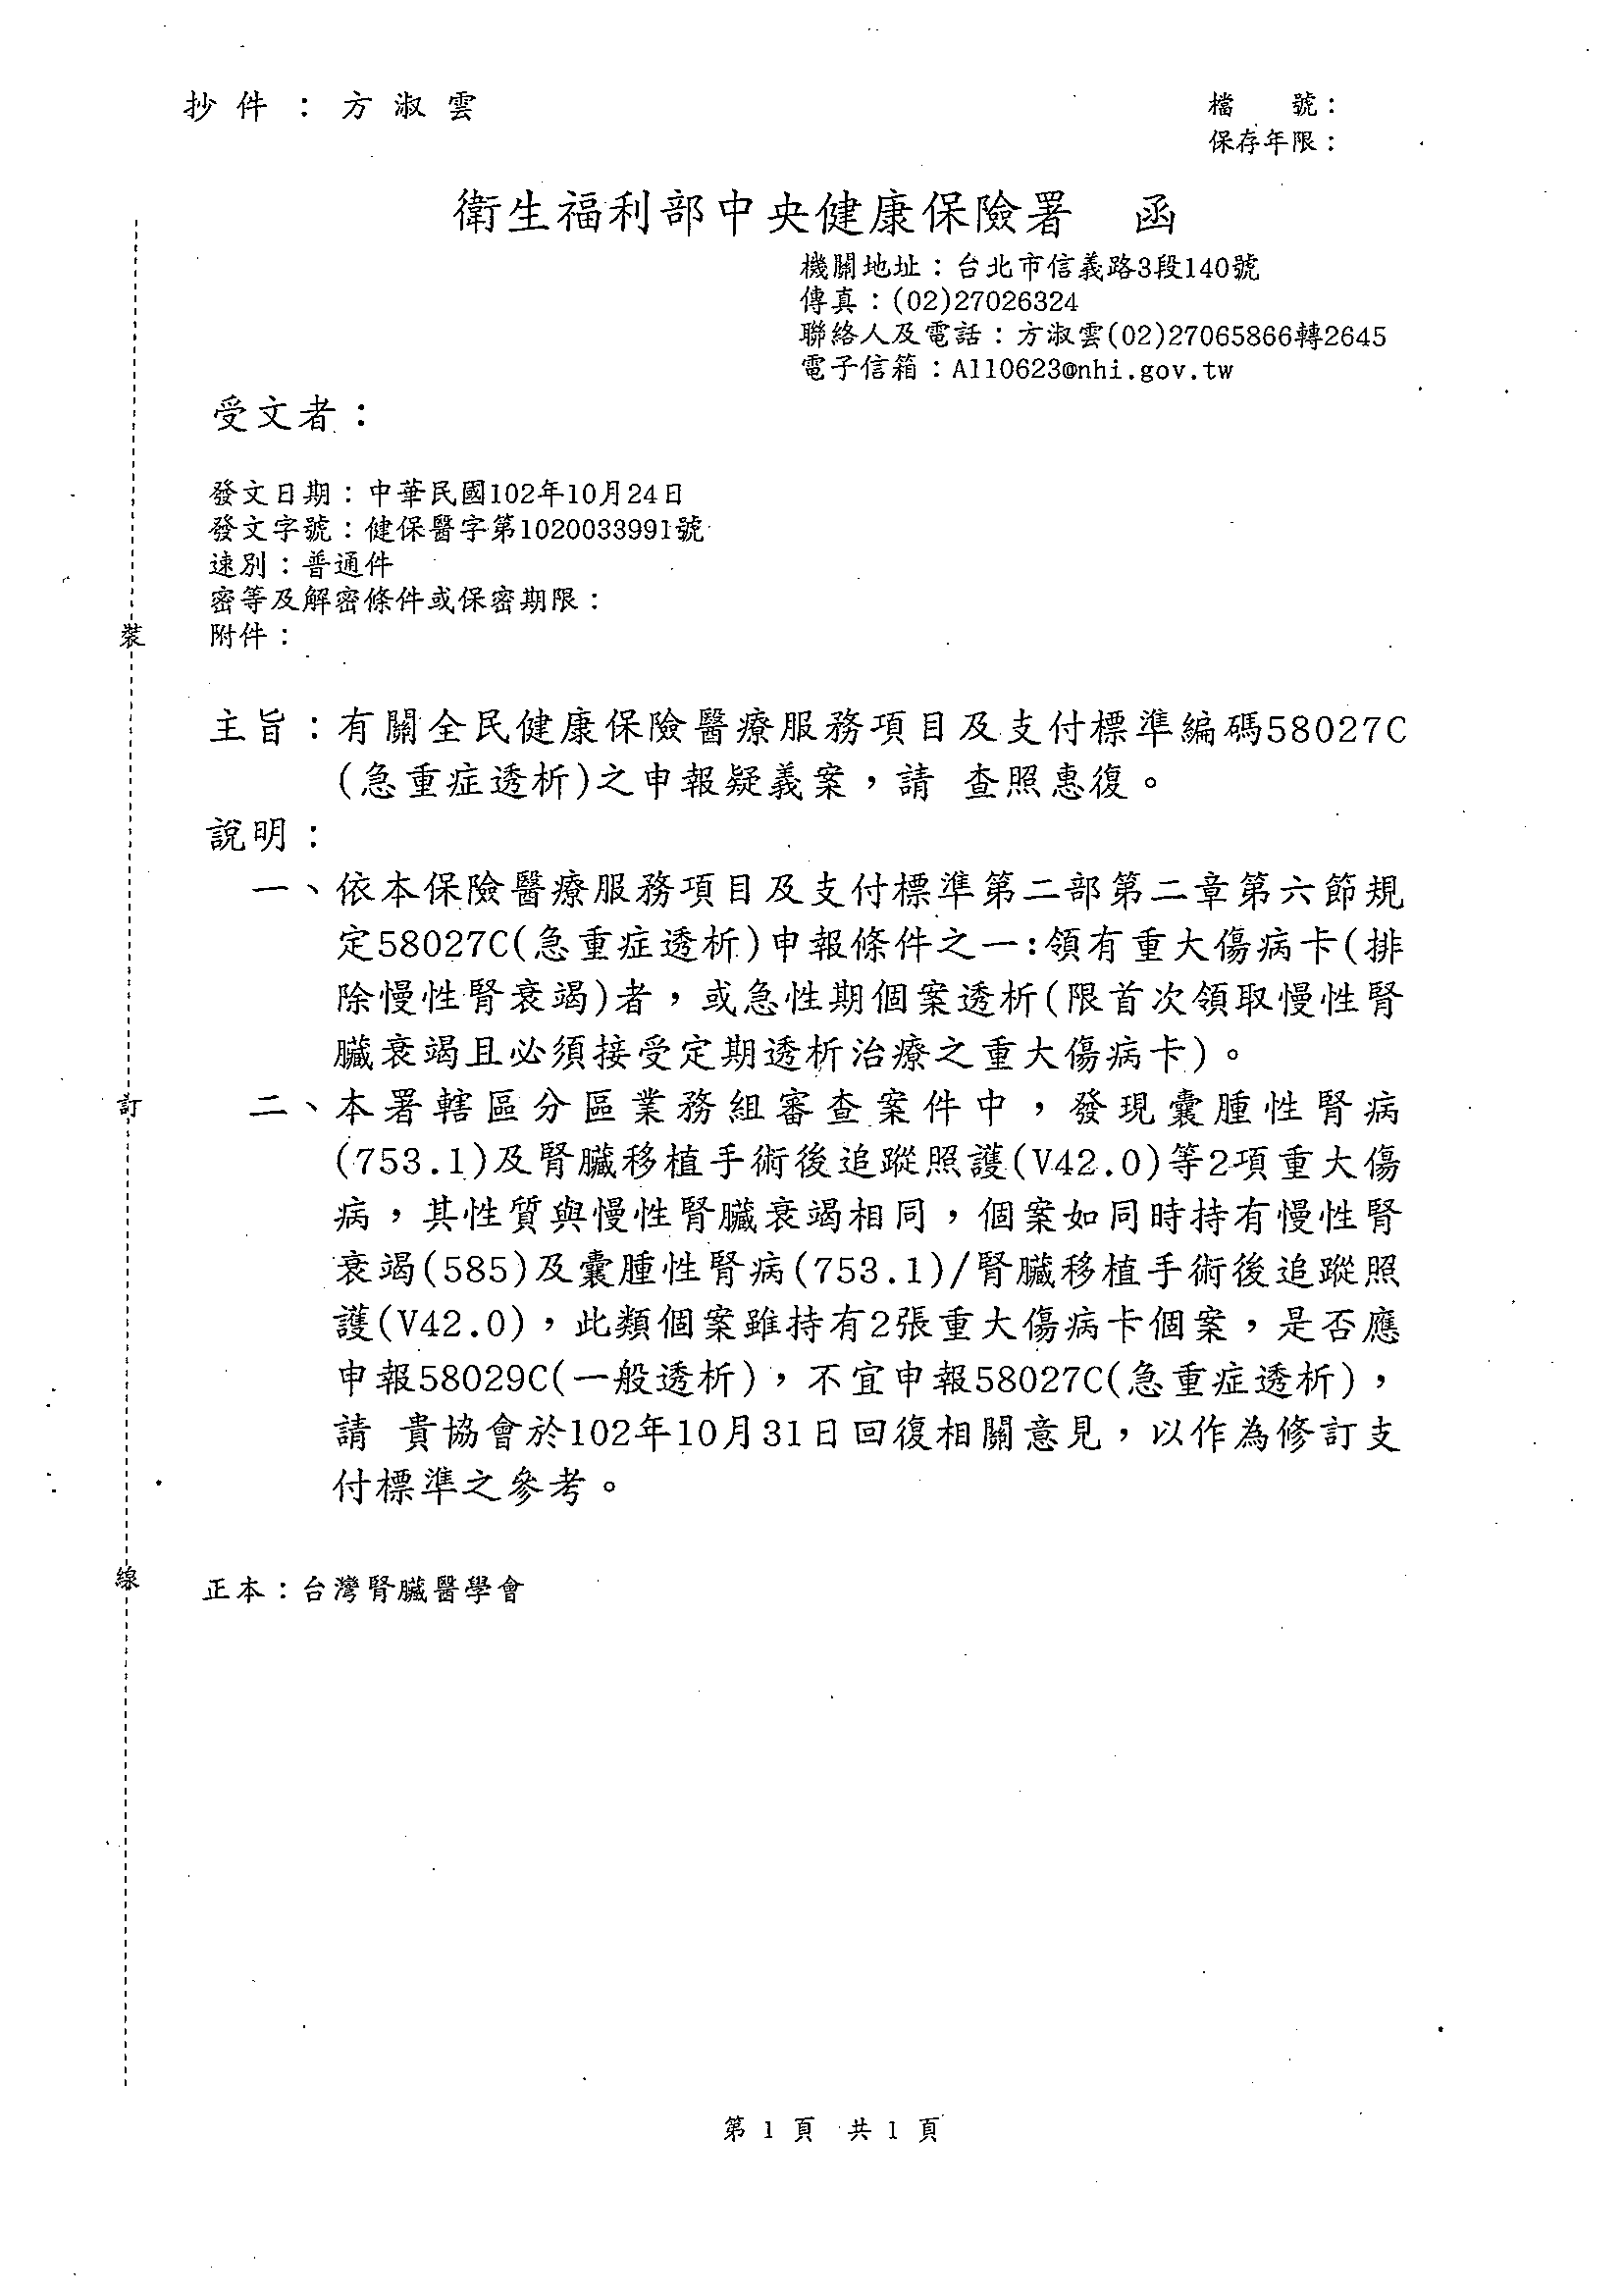 抄件：方淑雲
檔　　號：
保存年限：
衛生福利部中央健康保險署　函
機關地址：台北市信義路3段140號
傳真：(02)27026324
聯絡人及電話：方淑雲(02)27065866轉2645
電子信箱：A110623@nhi.gov.tw
受文者：
發文日期：中華民國102年10月24日
發文字號：健保醫字第1020033991號
速別：普通件
密等及解密條件或保密期限：
附件：
主旨：有關全民健康保險醫療服務項目及支付標準編碼58027C
(急重症透析)之申報疑義案，請　查照惠復。
說明：
一、依本保險醫療服務項目及支付標準第二部第二章第六節規
定58027C(急重症透析)申報條件之一:領有重大傷病卡(排
除慢性腎衰竭)者，或急性期個案透析(限首次領取慢性腎
臟衰竭且必須接受定期透析治療之重大傷病卡)。
二、本署轄區分區業務組審查案件中，發現囊腫性腎病
(753.1)及腎臟移植手術後追蹤照護(V42.0)等2項重大傷
病，其性質與慢性腎臟衰竭相同，個案如同時持有慢性腎
衰竭(585)及囊腫性腎病(753.1)/腎臟移植手術後追蹤照
護(V42.0)，此類個案雖持有2張重大傷病卡個案，是否應
申報58029C(一般透析)，不宜申報58027C(急重症透析)，
請　貴協會於102年10月31日回復相關意見，以作為修訂支
付標準之參考。
正本：台灣腎臟醫學會
裝
訂
線
第 1 頁 共 1 頁